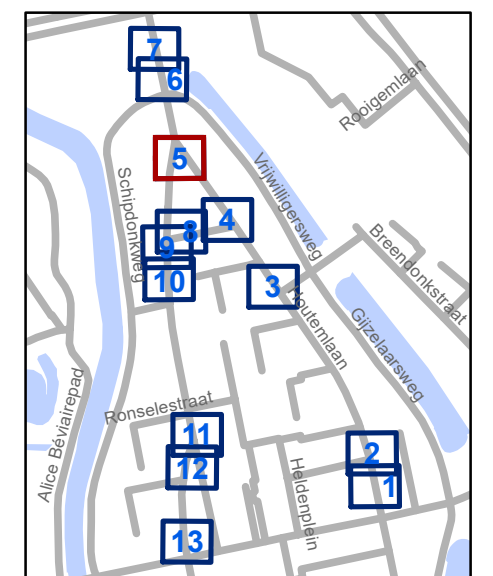 7
6
Rooigemlaan
5
Vrijwilligersweg
Schipdonkweg
4
8
9
Breendonkstraat
10
3
Houtemlaan
Gijzelaarsweg
Alice Béviairepad
Ronselestraat
11
2
12
1
Heldenplein
13